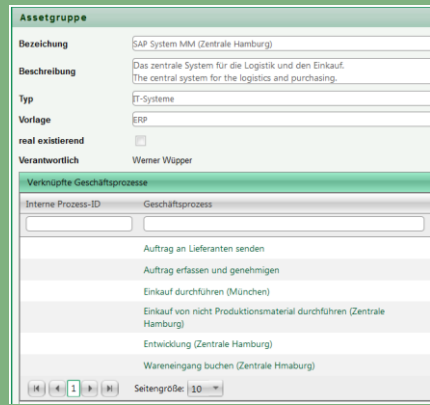 Assetgruppe
Bezeichung SAP System MM (Zentrale Hamburg)
Beschreibung Das zentrale System für die Logistik und den Einkauf.
The central system for the logistics and purchasing.
Typ IT-Systeme
Vorlage ERP
real existierend
Verantwortlich Werner Wüpper
Verknüpfte Geschäftsprozesse
Interne Prozess-ID Geschäftsprozess
Auftrag an Lieferanten senden
Auftrag erfassen und genehmigen
Einkauf durchführen (München)
Einkauf von nicht Produktionsmaterial durchführen (Zentrale
Hamburg)
Entwicklung (Zentrale Hamburg)
Wareneingang buchen (Zentrale Hmaburg)
1 Seitengröße: 10